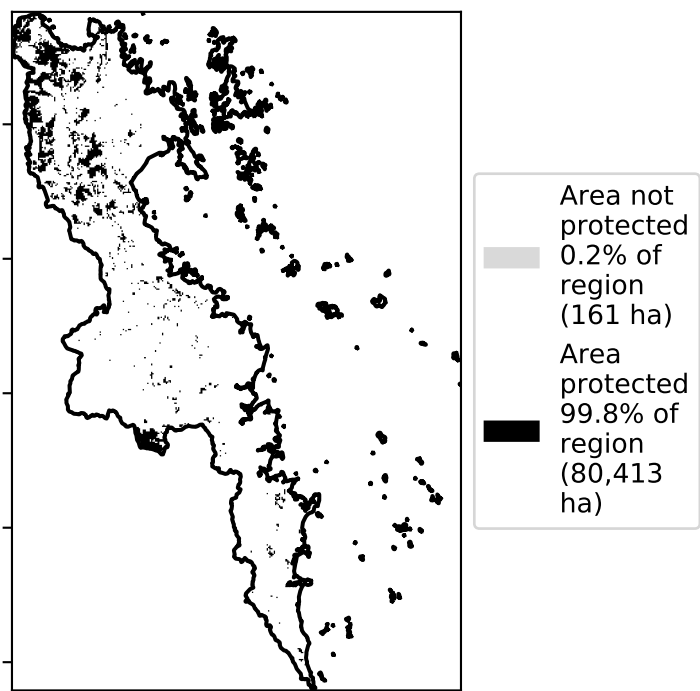 Area not
protected
0.2% of
region
(161 ha)
Area
protected
99.8% of
region
(80,413
ha)